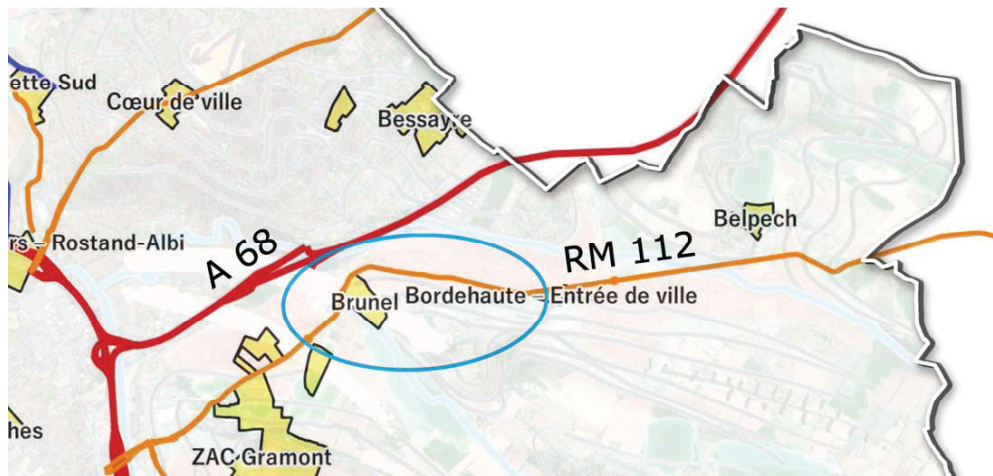 ette Sud
Cœur de ville
Bessayre
Belpech
rs – Rostand-Albi
A 68
RM 112
Brunel
Bordehaute – Entrée de ville
hes
ZAC Gramont